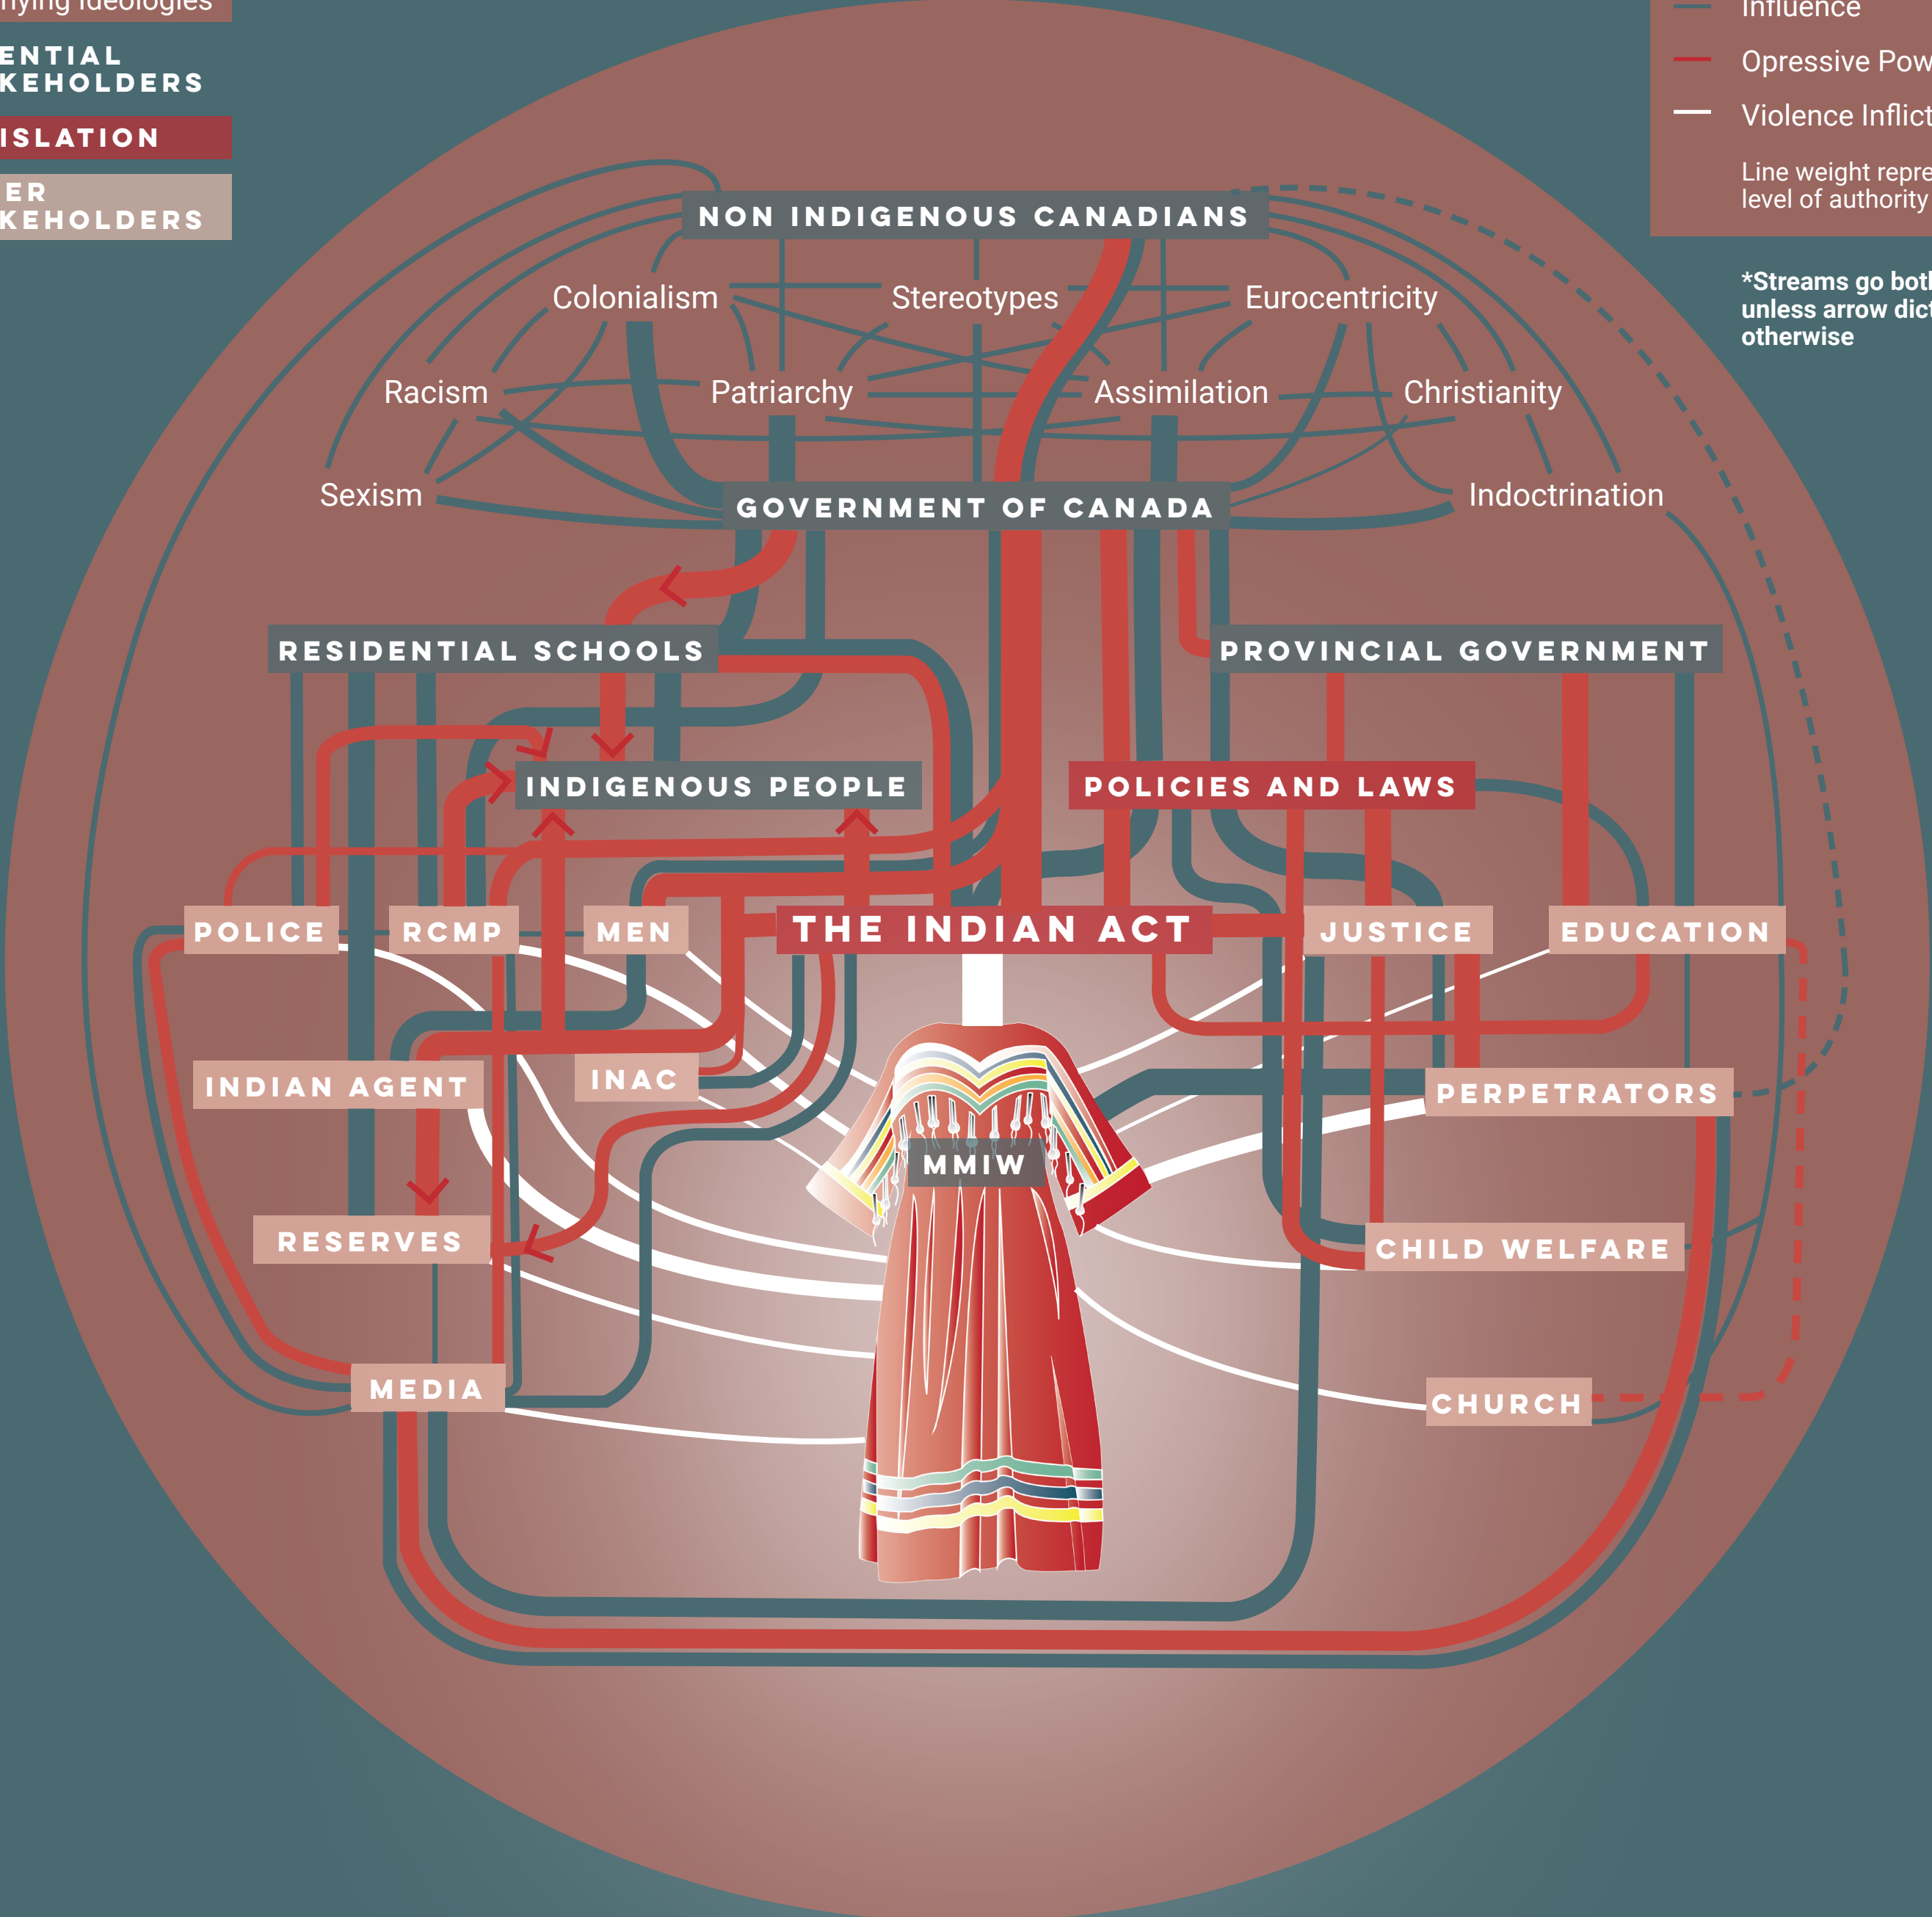 rlying Ideologies
ENTIAL
KEHOLDERS
ISLATION
ER
KEHOLDERS
Influence
Opressive Pow
Violence Inflict
Line weight repre
level of authority
*Streams go both
unless arrow dict
otherwise
NON INDIGENOUS CANADIANS
Colonialism
Stereotypes
Eurocentricity
Racism
Patriarchy
Assimilation
Christianity
Sexism
GOVERNMENT OF CANADA
Indoctrination
RESIDENTIAL SCHOOLS
PROVINCIAL GOVERNMENT
INDIGENOUS PEOPLE
POLICIES AND LAWS
POLICE
RCMP
MEN
THE INDIAN ACT
JUSTICE
EDUCATION
INDIAN AGENT
INAC
PERPETRATORS
MMIW
RESERVES
CHILD WELFARE
MEDIA
CHURCH